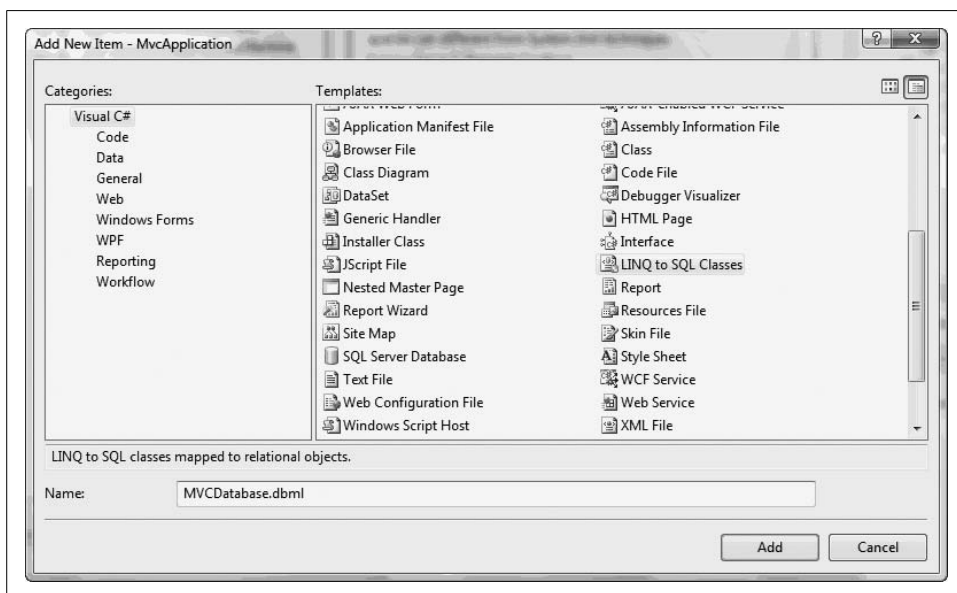 Add New Item - MvcApplication
Categories:
Templates:
Visual C#
Code
Data
General
Web
Windows Forms
WPF
Reporting
Workflow
Application Manifest File
Assembly Information File
Browser File
Class
Class Diagram
Code File
DataSet
Debugger Visualizer
Generic Handler
HTML Page
Installer Class
Interface
JScript File
LINQ to SQL Classes
Nested Master Page
Report
Report Wizard
Resources File
Site Map
Skin File
SQL Server Database
Style Sheet
Text File
WCF Service
Web Configuration File
Web Service
Windows Script Host
XML File
LINQ to SQL classes mapped to relational objects.
Name:
MVCDatabase.dbml
Add
Cancel